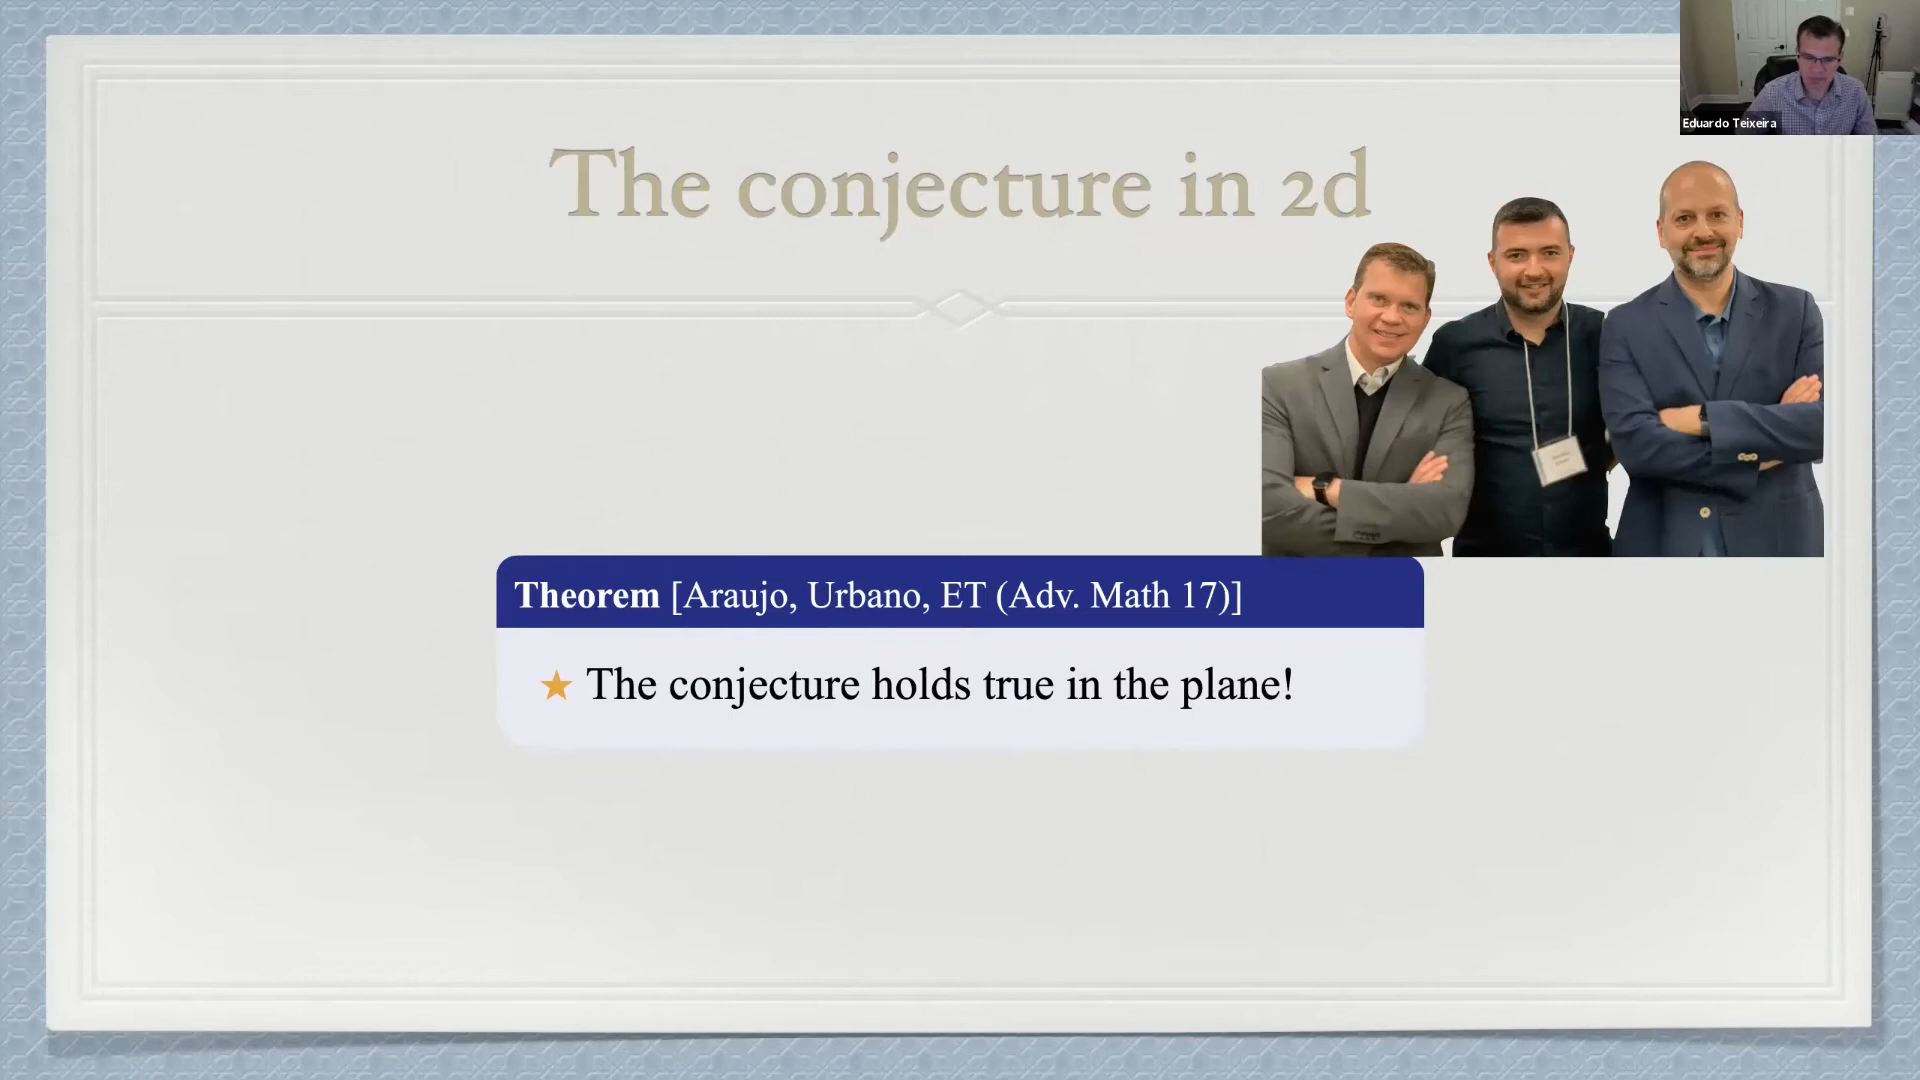 Eduardo Teixeira
The conjecture in 2d
Theorem [Araujo, Urbano, ET (Adv. Math 17)]
★ The conjecture holds true in the plane!